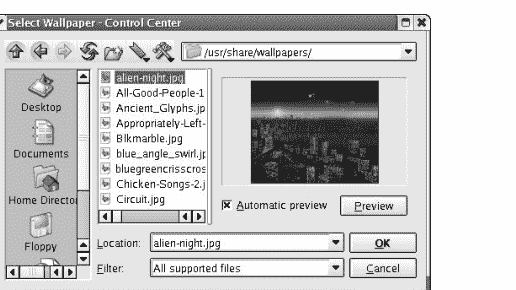 Select Wallpaper - Control Center
/usr/share/wallpapers/
Desktop
Documents
Home Director
Floppy
alien-night.jpg
All-Good-People-1
Ancient_Glyphs.jp
Appropriately-Left-
Blkmarble.jpg
blue_angle_swirl.jp
bluegreencrisscros
Chicken-Songs-2.j
Circuit.jpg
Automatic preview
Preview
Location: alien-night.jpg
OK
Filter: All supported files
Cancel